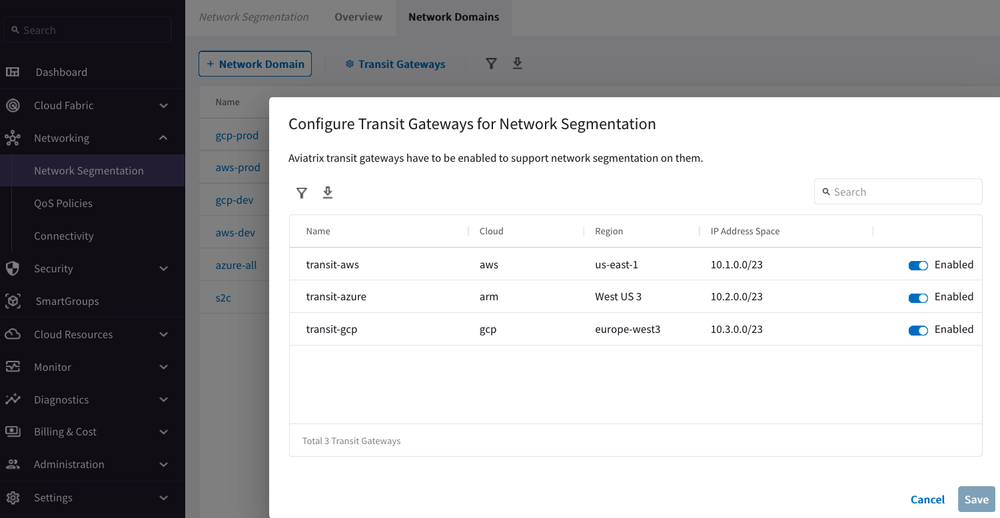 Search
Dashboard
Cloud Fabric
Networking
Network Segmentation
QoS Policies
Connectivity
Security
SmartGroups
Cloud Resources
Monitor
Diagnostics
Billing & Cost
Administration
Settings
Network Segmentation Overview Network Domains
+ Network Domain Transit Gateways
Name
gcp-prod
aws-prod
gcp-dev
aws-dev
azure-all
s2c
Configure Transit Gateways for Network Segmentation
Aviatrix transit gateways have to be enabled to support network segmentation on them.
Search
Name Cloud Region IP Address Space
transit-aws aws us-east-1 10.1.0.0/23 Enabled
transit-azure arm West US 3 10.2.0.0/23 Enabled
transit-gcp gcp europe-west3 10.3.0.0/23 Enabled
Total 3 Transit Gateways
Cancel Save